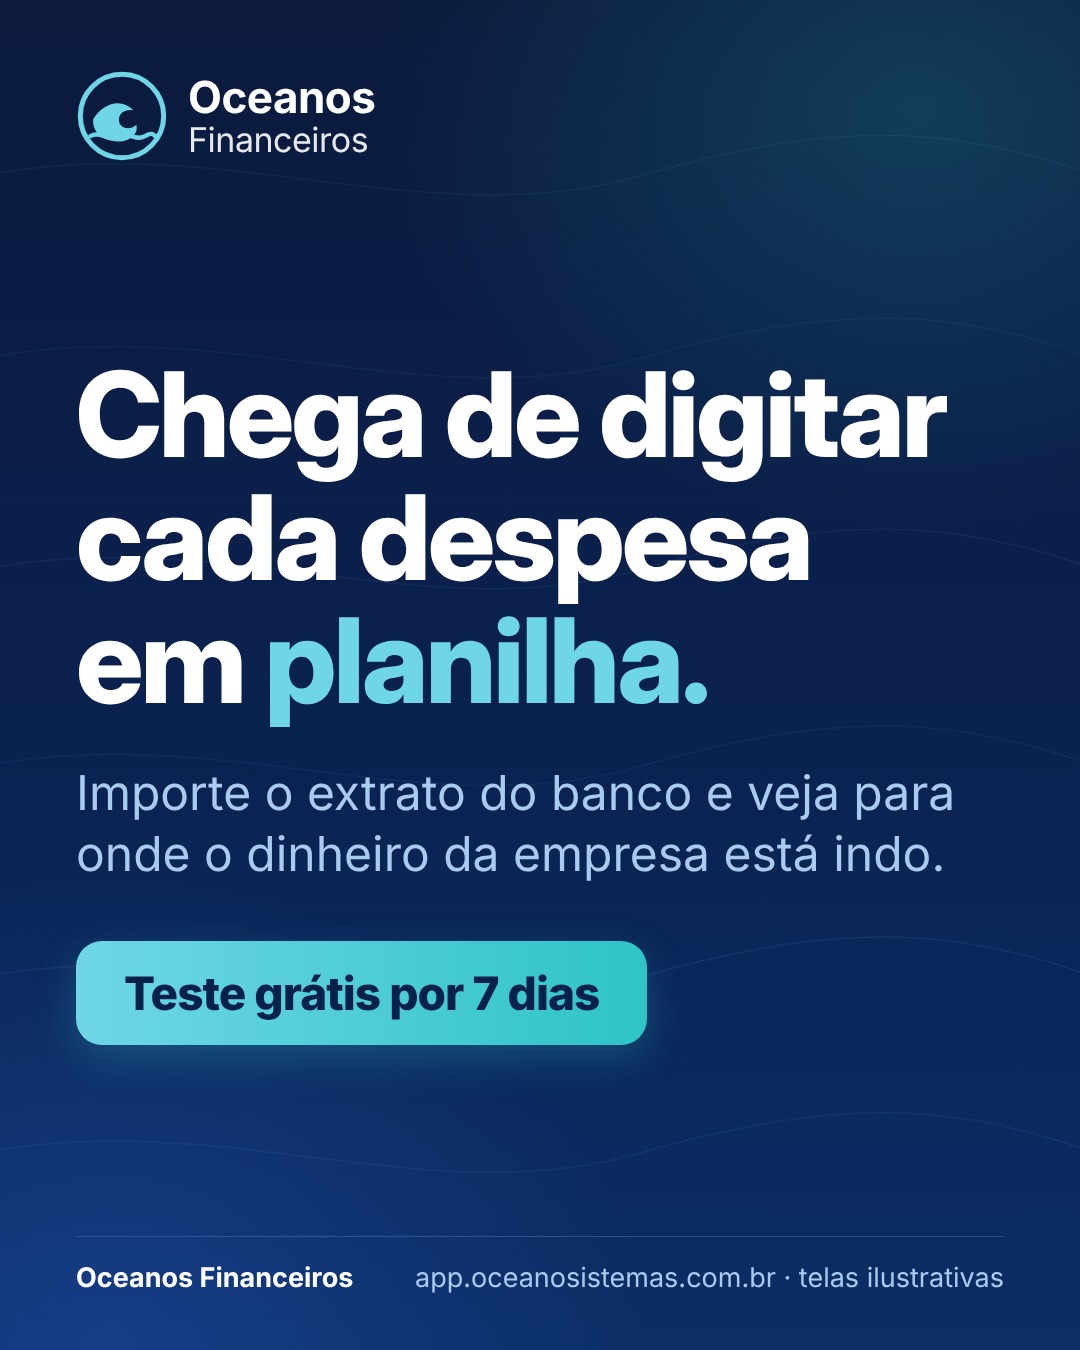 Oceanos
Financeiros
Chega de digitar
cada despesa
em planilha.
Importe o extrato do banco e veja para
onde o dinheiro da empresa está indo.
Teste grátis por 7 dias
Oceanos Financeiros
app.oceanosistemas.com.br · telas ilustrativas